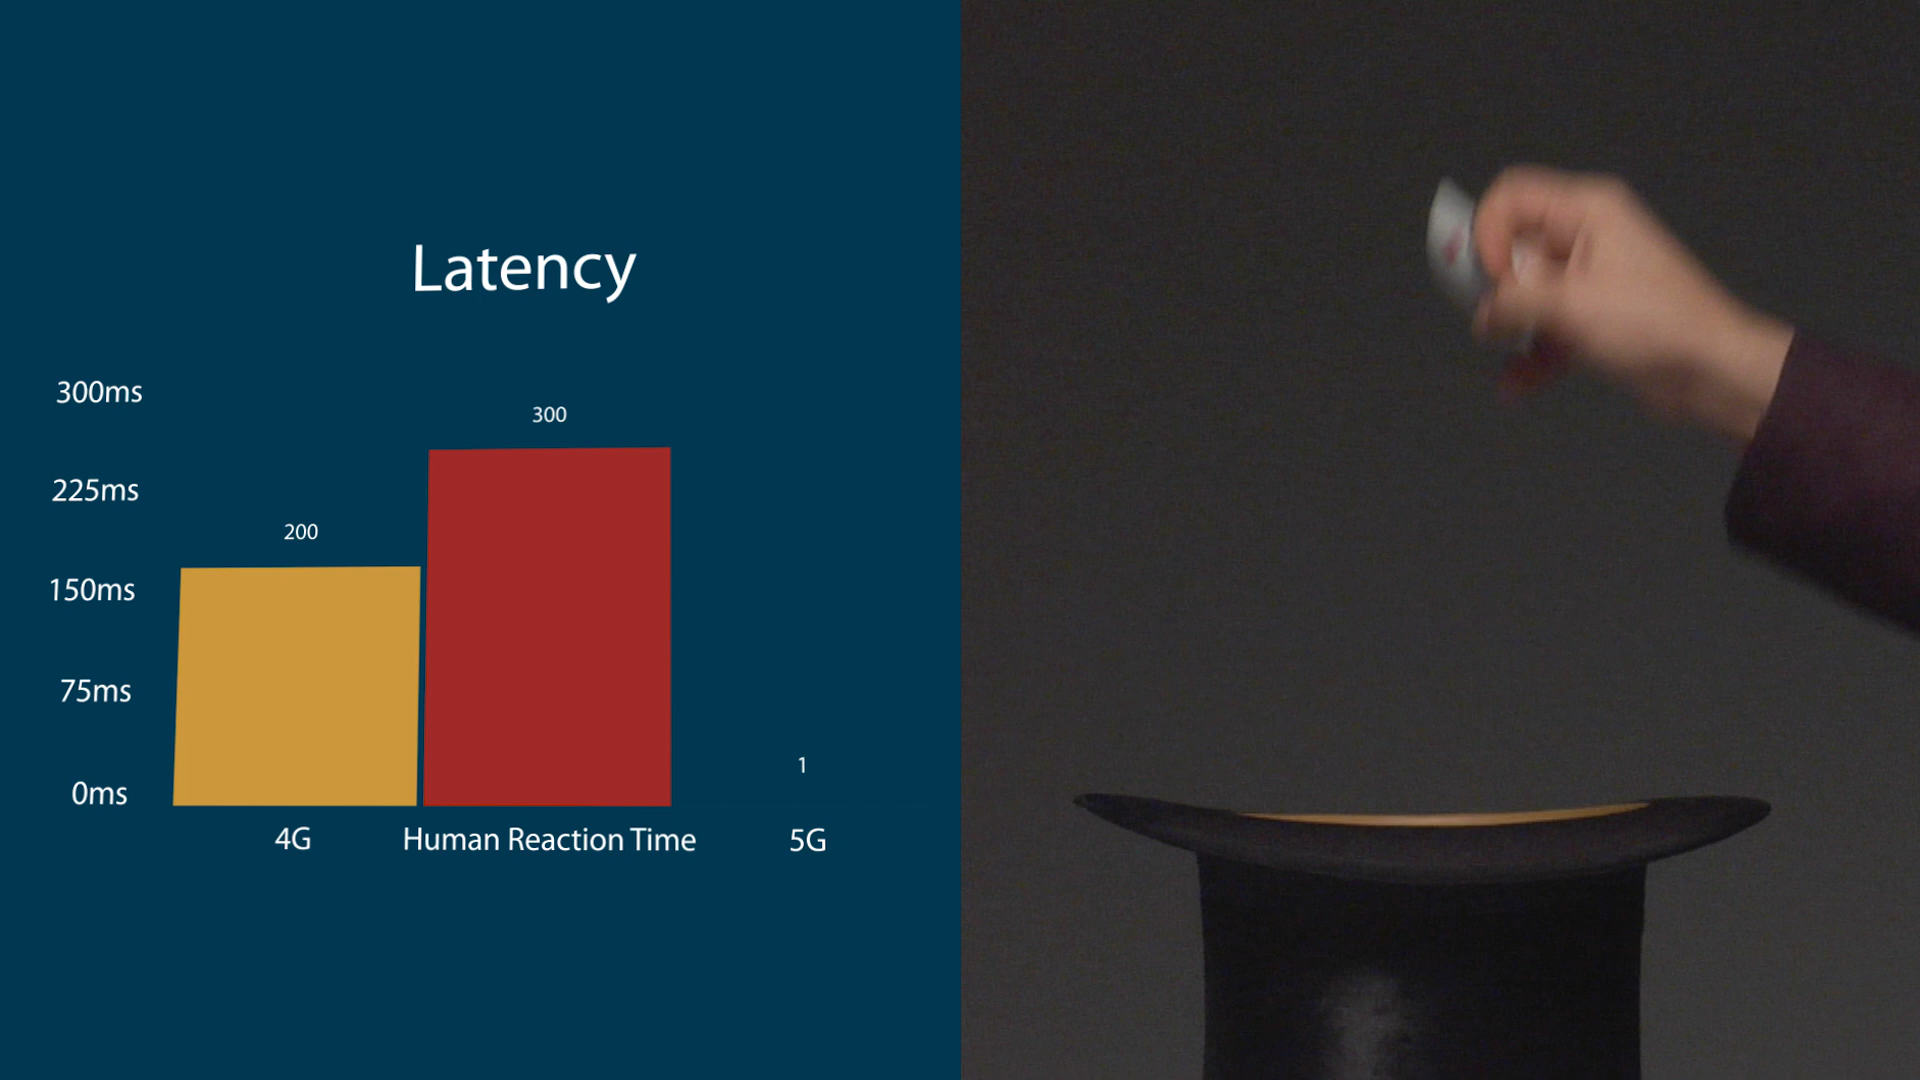 Latency
300ms
300
225ms
200
150ms
75ms
1
0ms
4G
Human Reaction Time
5G